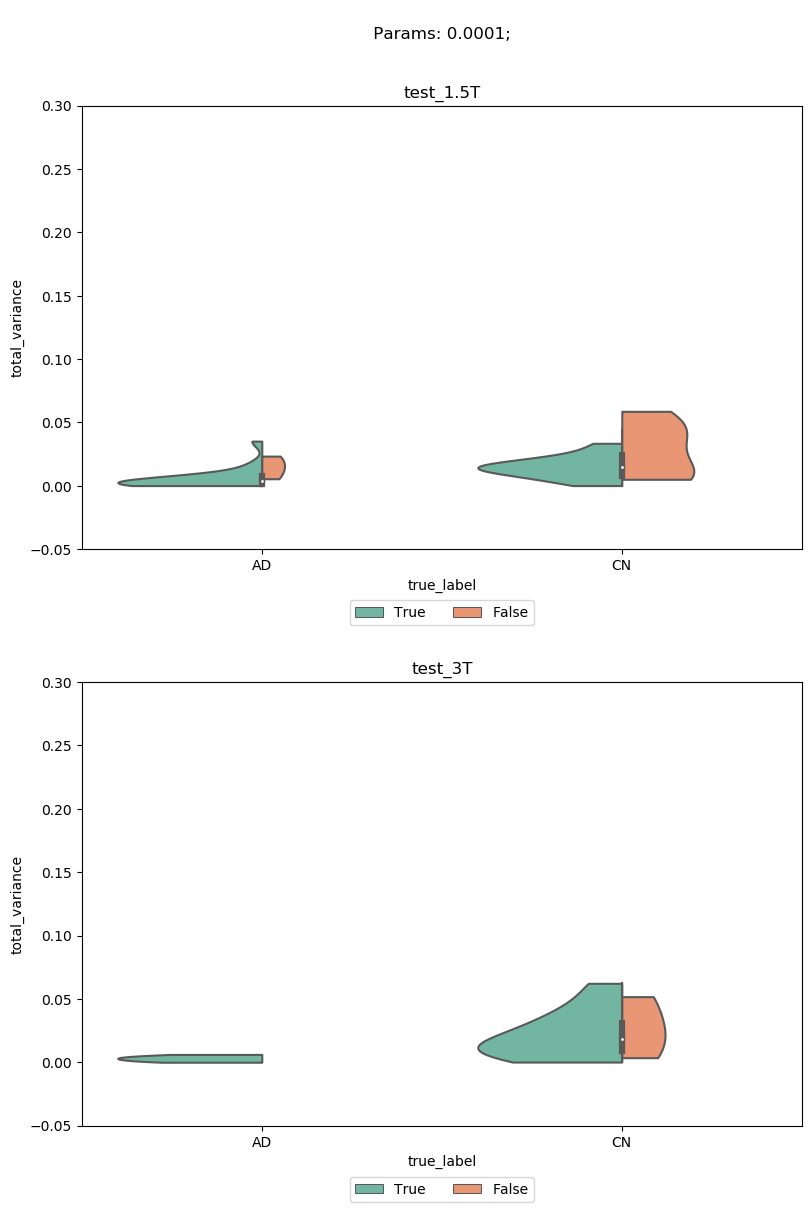 Params: 0.0001;
test_1.5T
0.30
0.25
0.20
0.15
0.10
0.05
0.00
−0.05
total_variance
AD CN
true_label
True False
test_3T
0.30
0.25
0.20
0.15
0.10
0.05
0.00
−0.05
total_variance
AD CN
true_label
True False